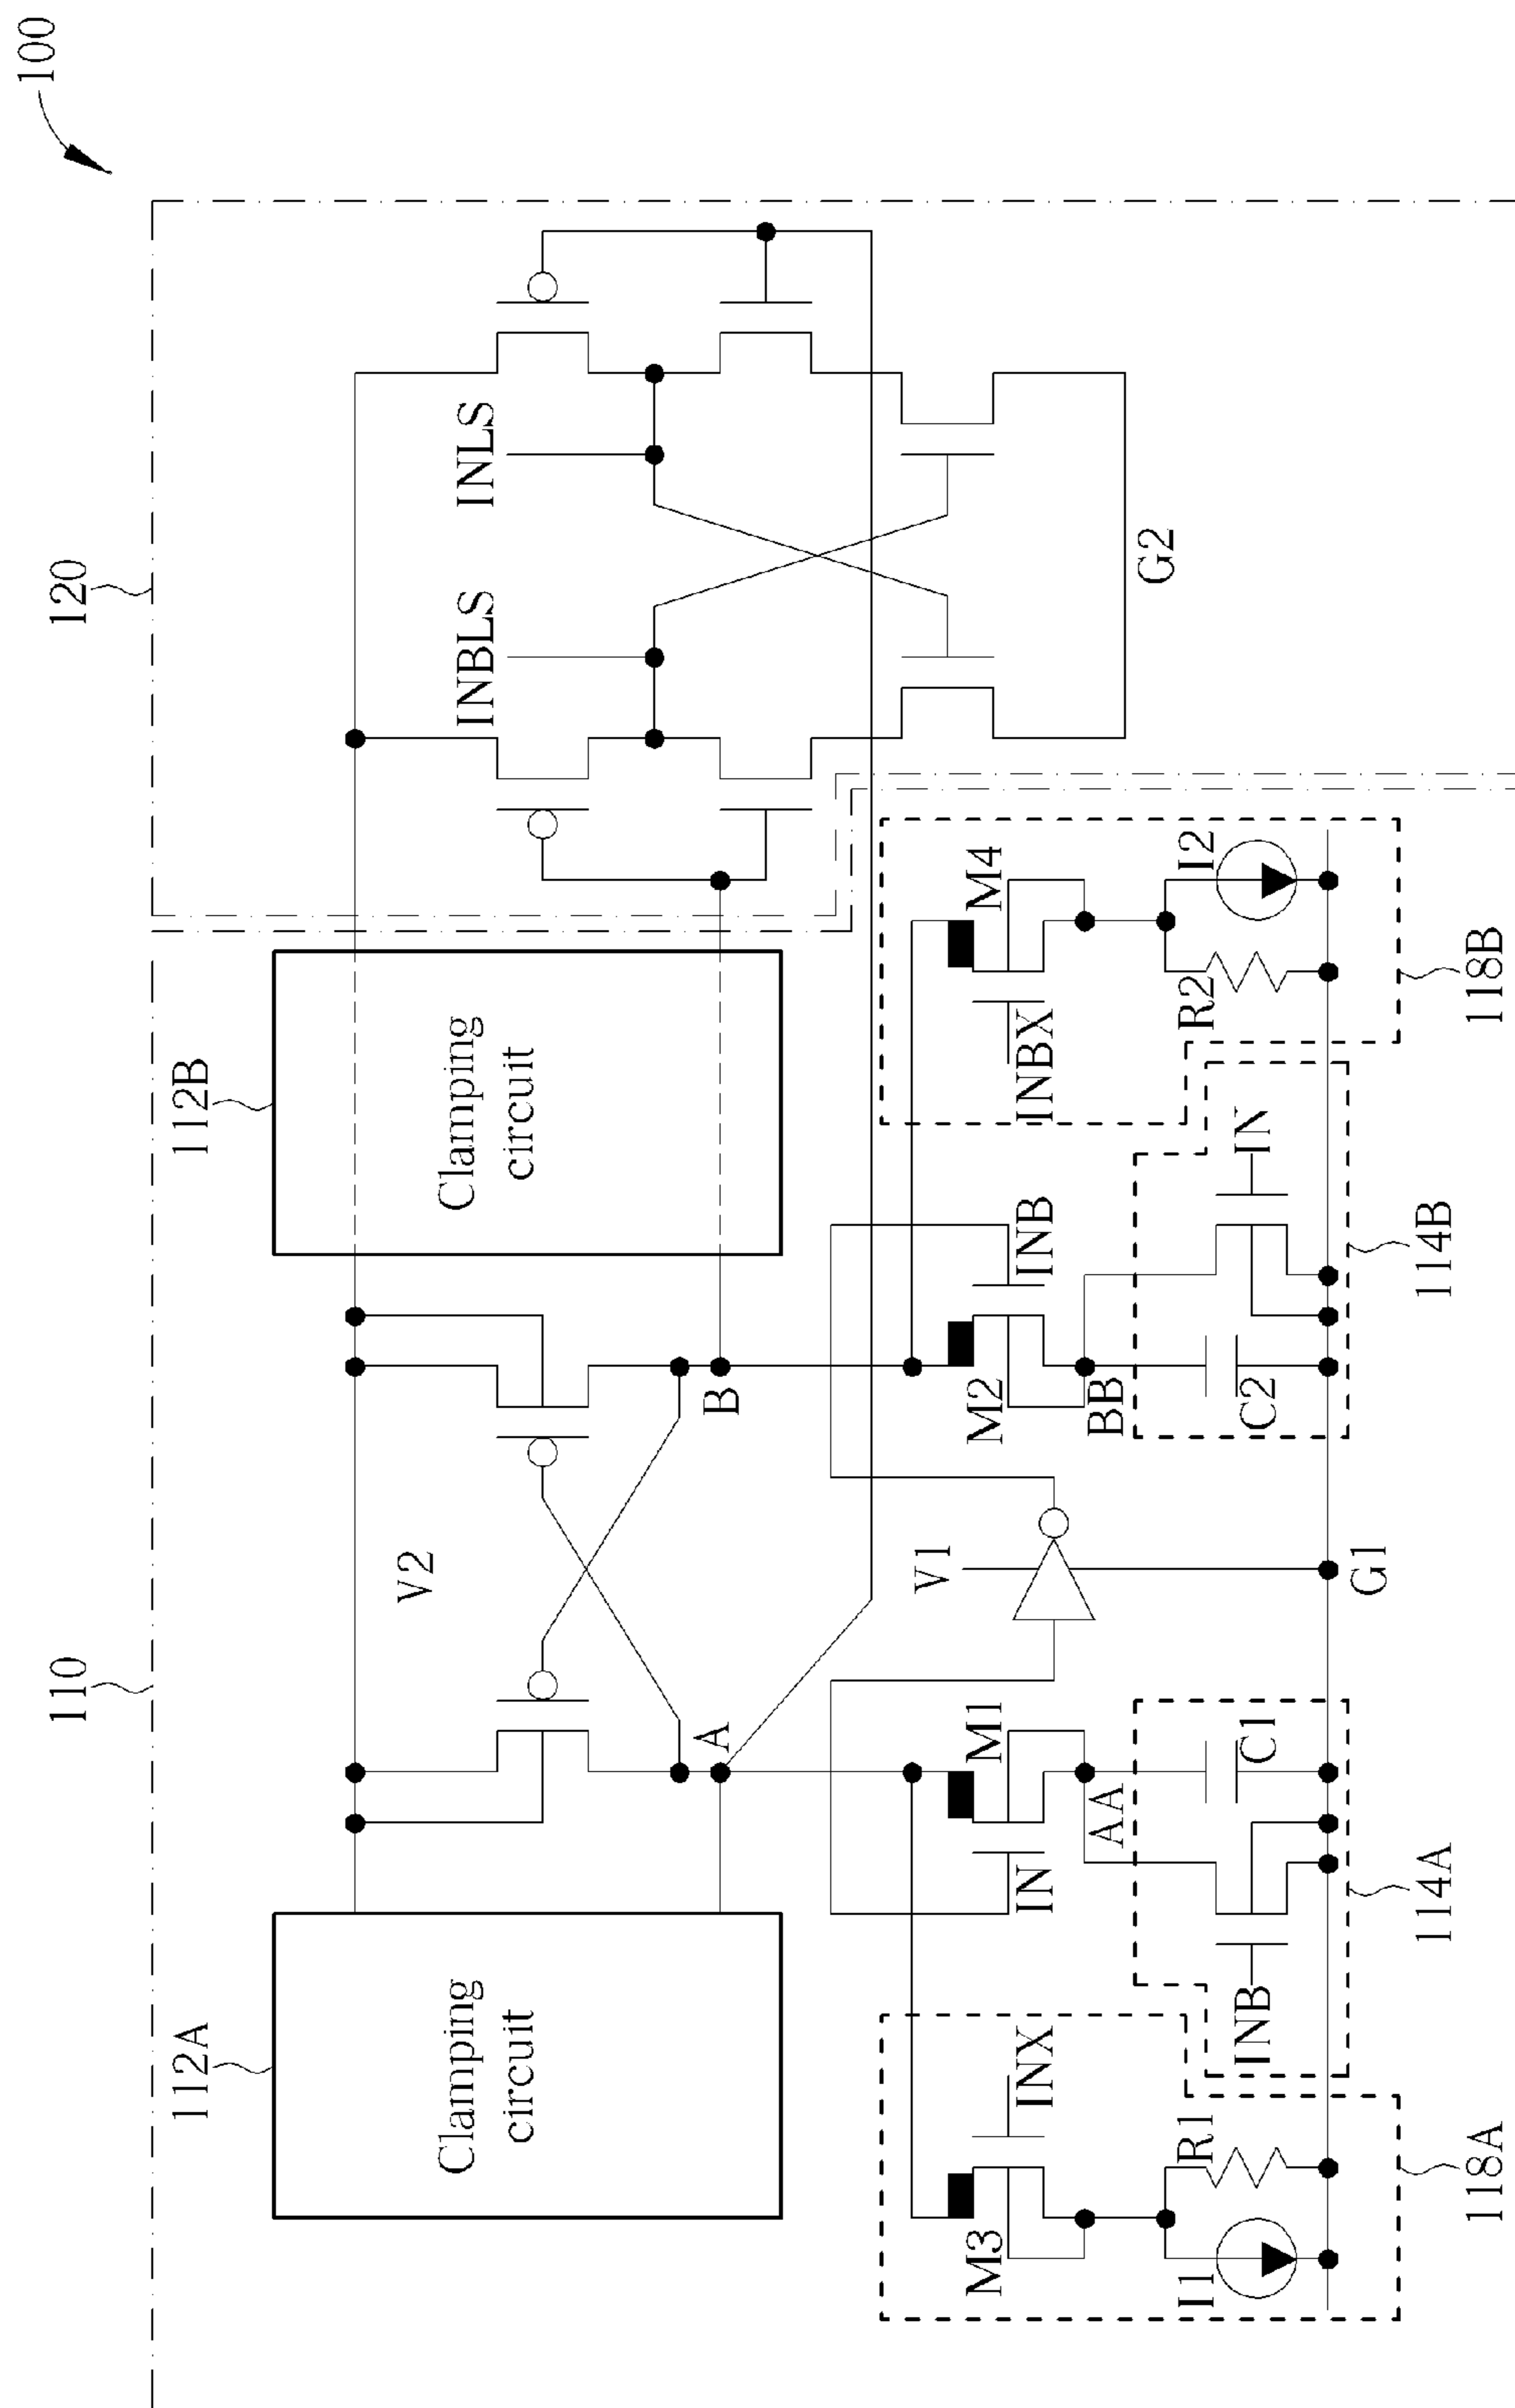 100
110
120
112A
112B
Clamping
circuit
Clamping
circuit
V2
INBLS
INLS
A
B
V1
G2
M3
INX
IN
M1
M2
INB
INBX
M4
AA
BB
I1
R1
INB
C1
C2
IN
R2
I2
G1
118A
114A
114B
118B